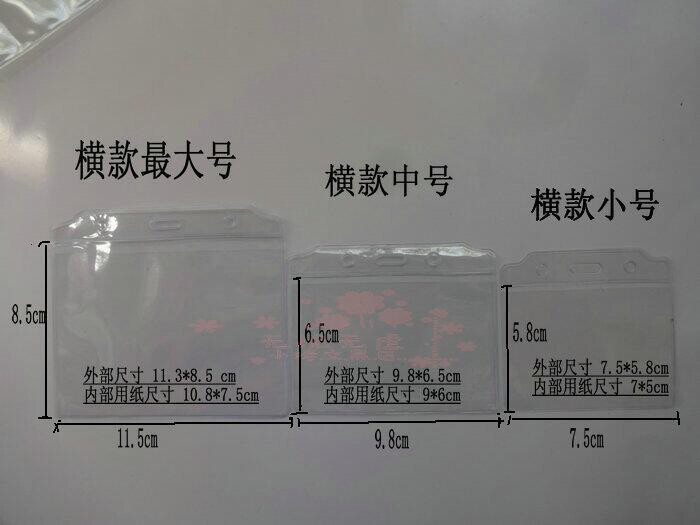 横款最大号
横款中号
横款小号
8.5cm
6.5cm
5.8cm
外部尺寸 11.3*8.5 cm
内部用纸尺寸 10.8*7.5cm
外部尺寸 9.8*6.5cm
内部用纸尺寸 9*6cm
外部尺寸 7.5*5.8cm
内部用纸尺寸 7*5cm
11.5cm
9.8cm
7.5cm